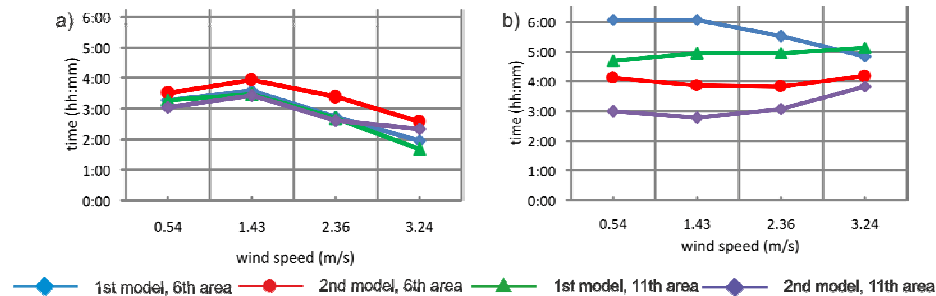 a)
6:00
5:00
4:00
3:00
2:00
1:00
0:00
time (hh:mm)
0.54 1.43 2.36 3.24
wind speed (m/s)
b)
6:00
5:00
4:00
3:00
2:00
1:00
0:00
time (hh:mm)
0.54 1.43 2.36 3.24
wind speed (m/s)
1st model, 6th area 2nd model, 6th area 1st model, 11th area 2nd model, 11th area